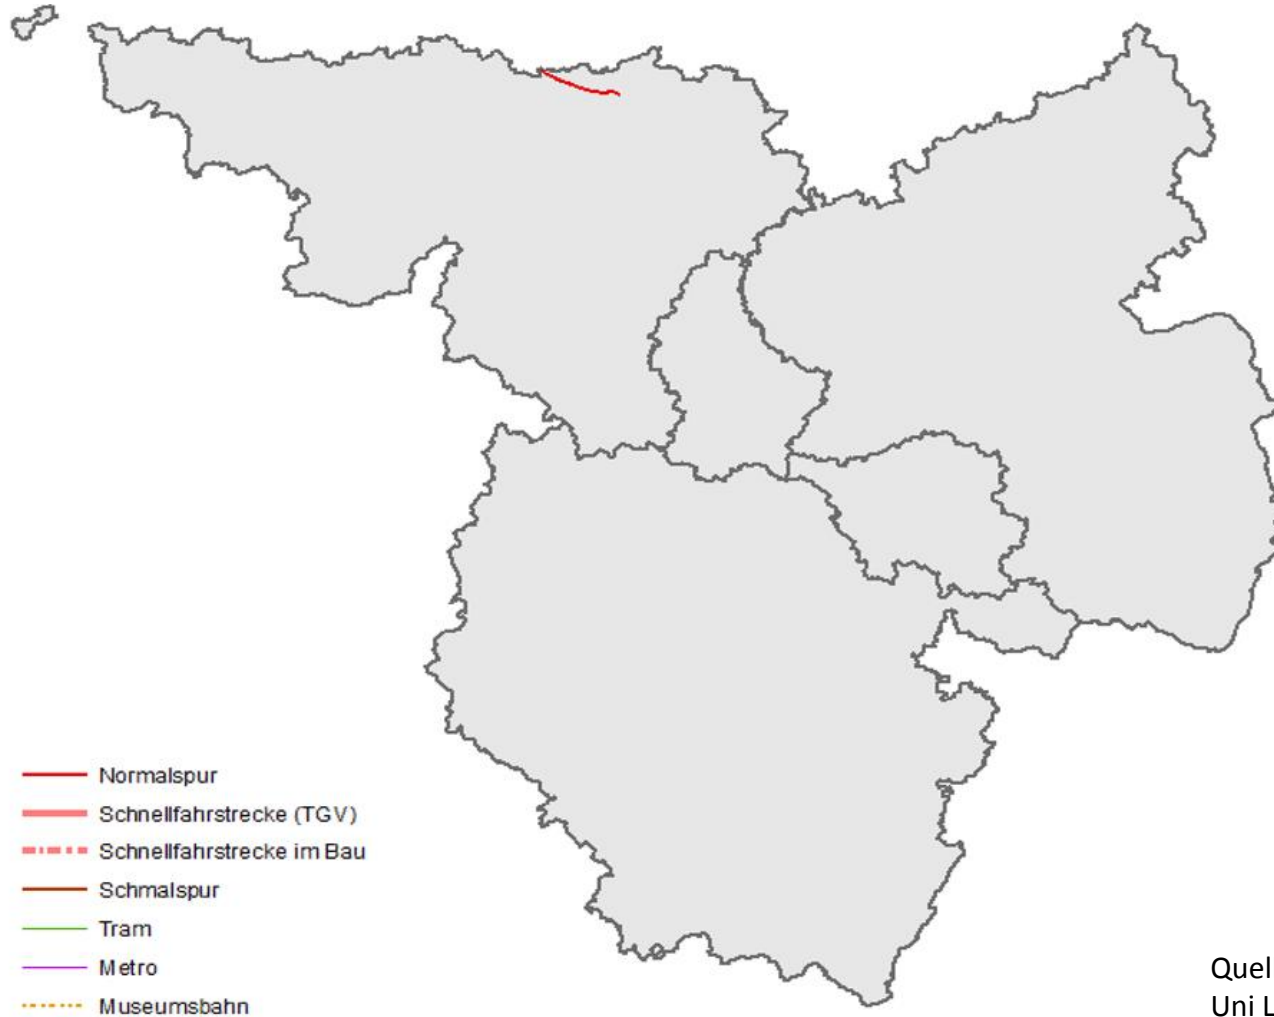 Normalspur
Schnellfahrstrecke (TGV)
Schnellfahrstrecke im Bau
Schmalspur
Tram
Metro
Museumsbahn
Quel
Uni L